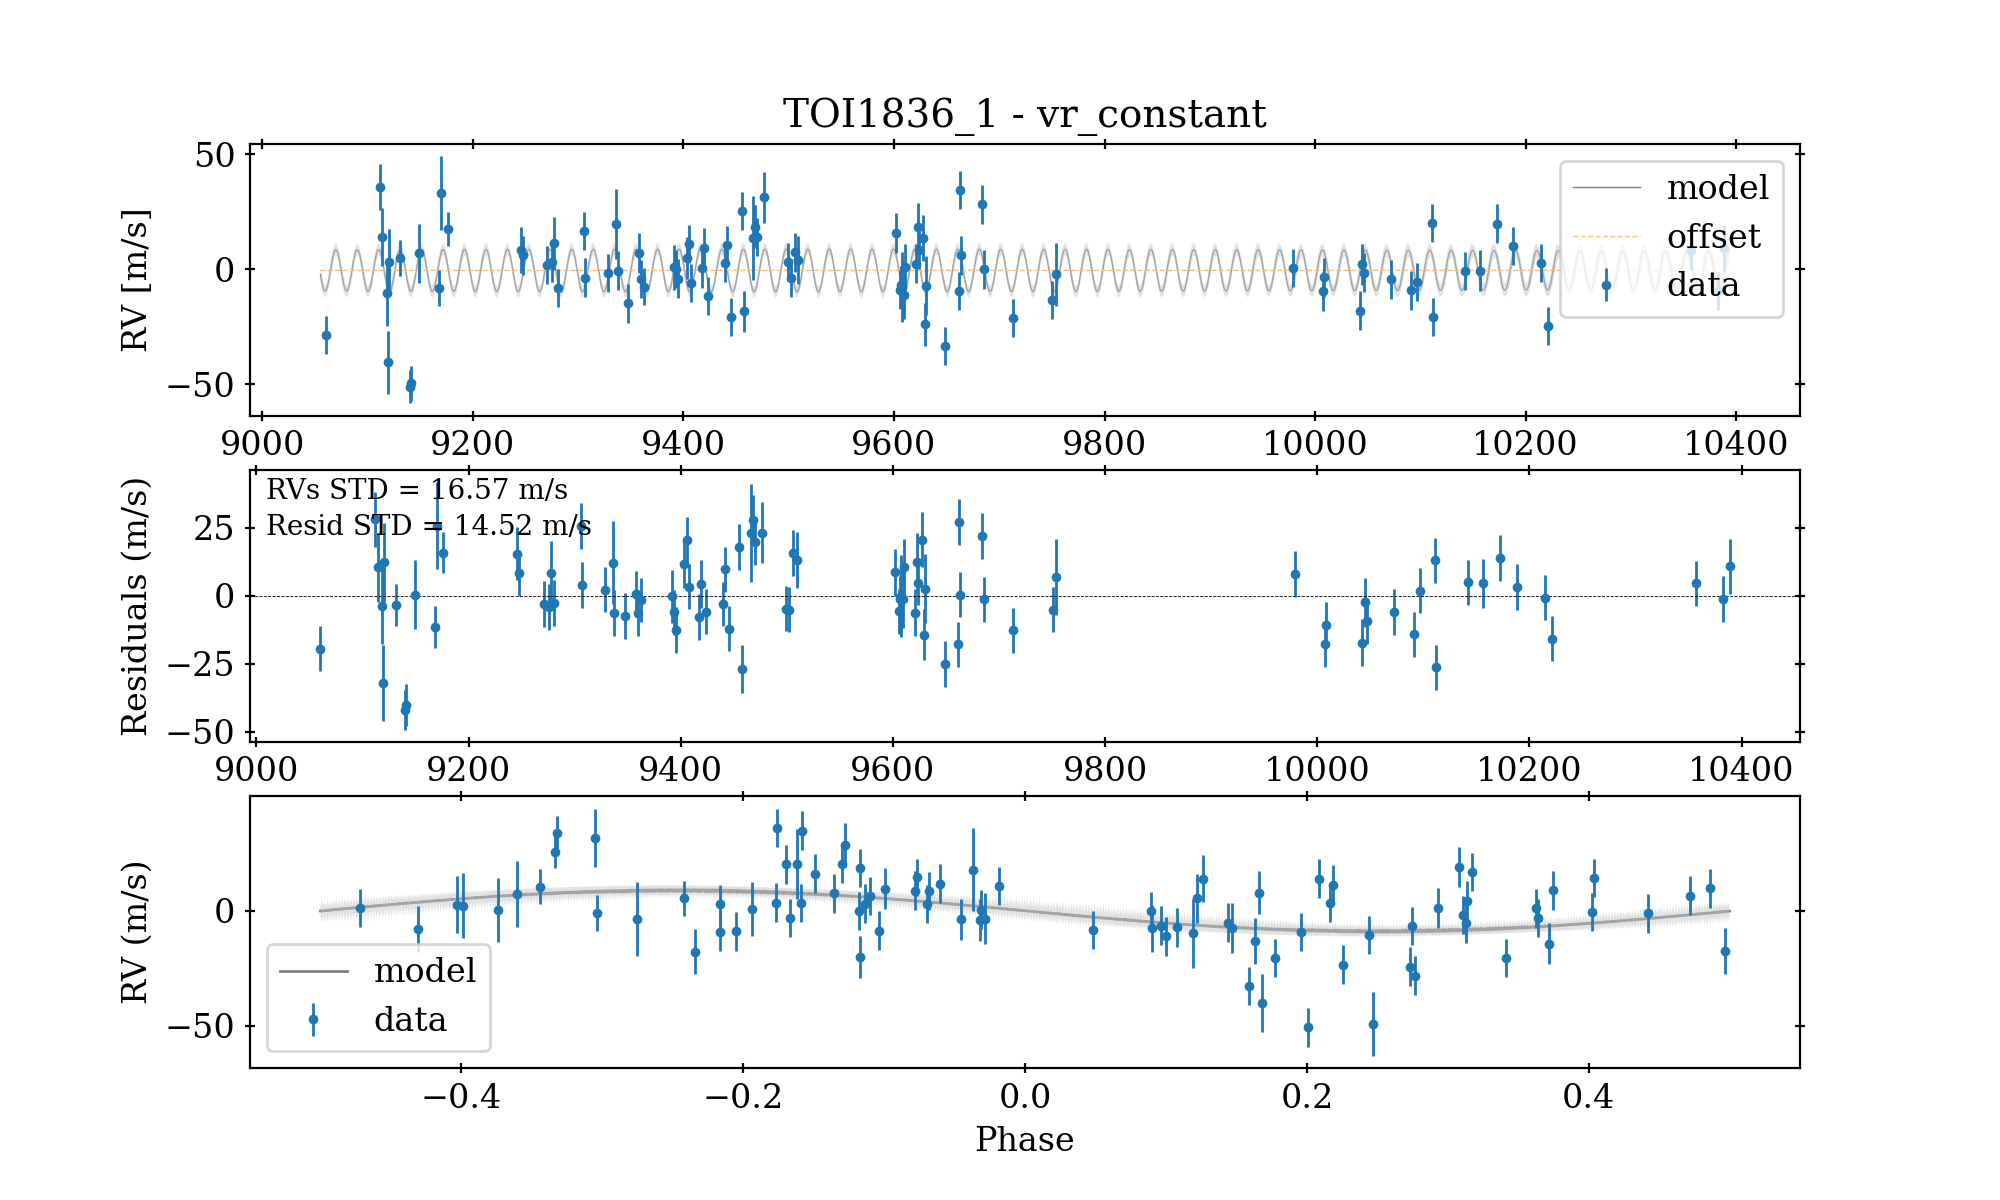 TOI1836_1 - vr_constant
RV [m/s]
50
0
−50
model
offset
data
9000 9200 9400 9600 9800 10000 10200 10400
Residuals (m/s)
25
0
−25
−50
RVs STD = 16.57 m/s
Resid STD = 14.52 m/s
9000 9200 9400 9600 9800 10000 10200 10400
RV (m/s)
0
−50
model
data
−0.4 −0.2 0.0 0.2 0.4
Phase